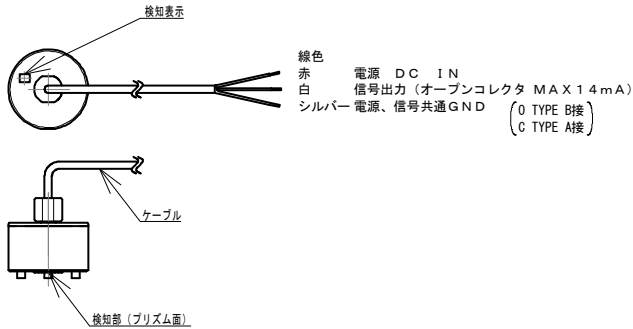 検知表示
線色
赤 電源 ＤＣ ＩＮ
白 信号出力（オープンコレクタ ＭＡＸ１４ｍＡ）
シルバー 電源、信号共通ＧＮＤ
O TYPE B接
C TYPE A接
ケーブル
検知部（プリズム面）